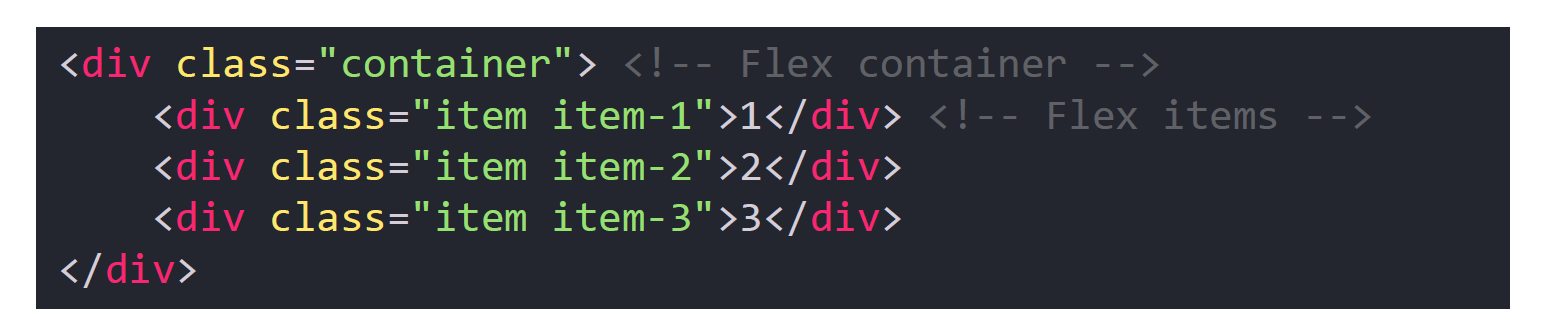 <div class="container"> <!-- Flex container -->
    <div class="item item-1">1</div> <!-- Flex items -->
    <div class="item item-2">2</div>
    <div class="item item-3">3</div>
</div>